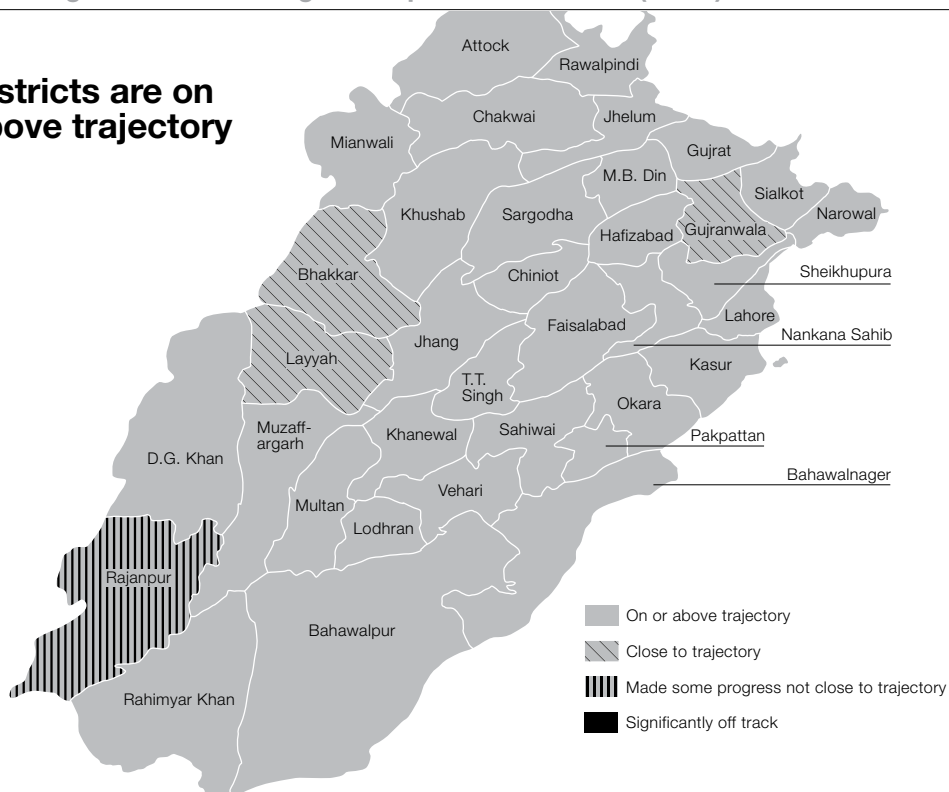 stricts are on
bove trajectory
Attock
Rawalpindi
Chakwai
Jhelum
Mianwali
Gujrat
M.B. Din
Sialkot
Khushab
Sargodha
Narowal
Hafizabad
Gujranwala
Bhakkar
Chiniot
Sheikhupura
Lahore
Faisalabad
Nankana Sahib
Jhang
Layyah
Kasur
T.T.
Singh
Okara
Muzaff-
argarh
Khanewal
Sahiwai
Pakpattan
D.G. Khan
Bahawalnager
Vehari
Multan
Lodhran
Rajanpur
Bahawalpur
Rahimyar Khan
On or above trajectory
Close to trajectory
Made some progress not close to trajectory
Significantly off track